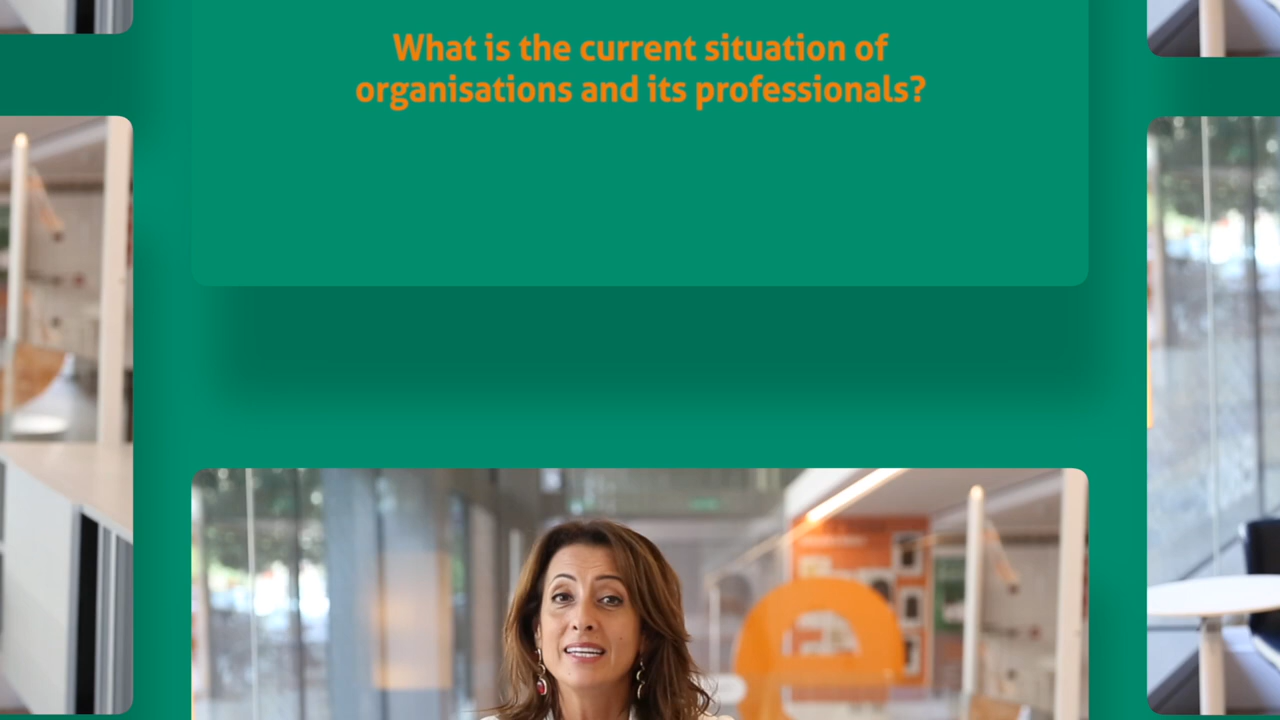 What is the current situation of
organisations and its professionals?